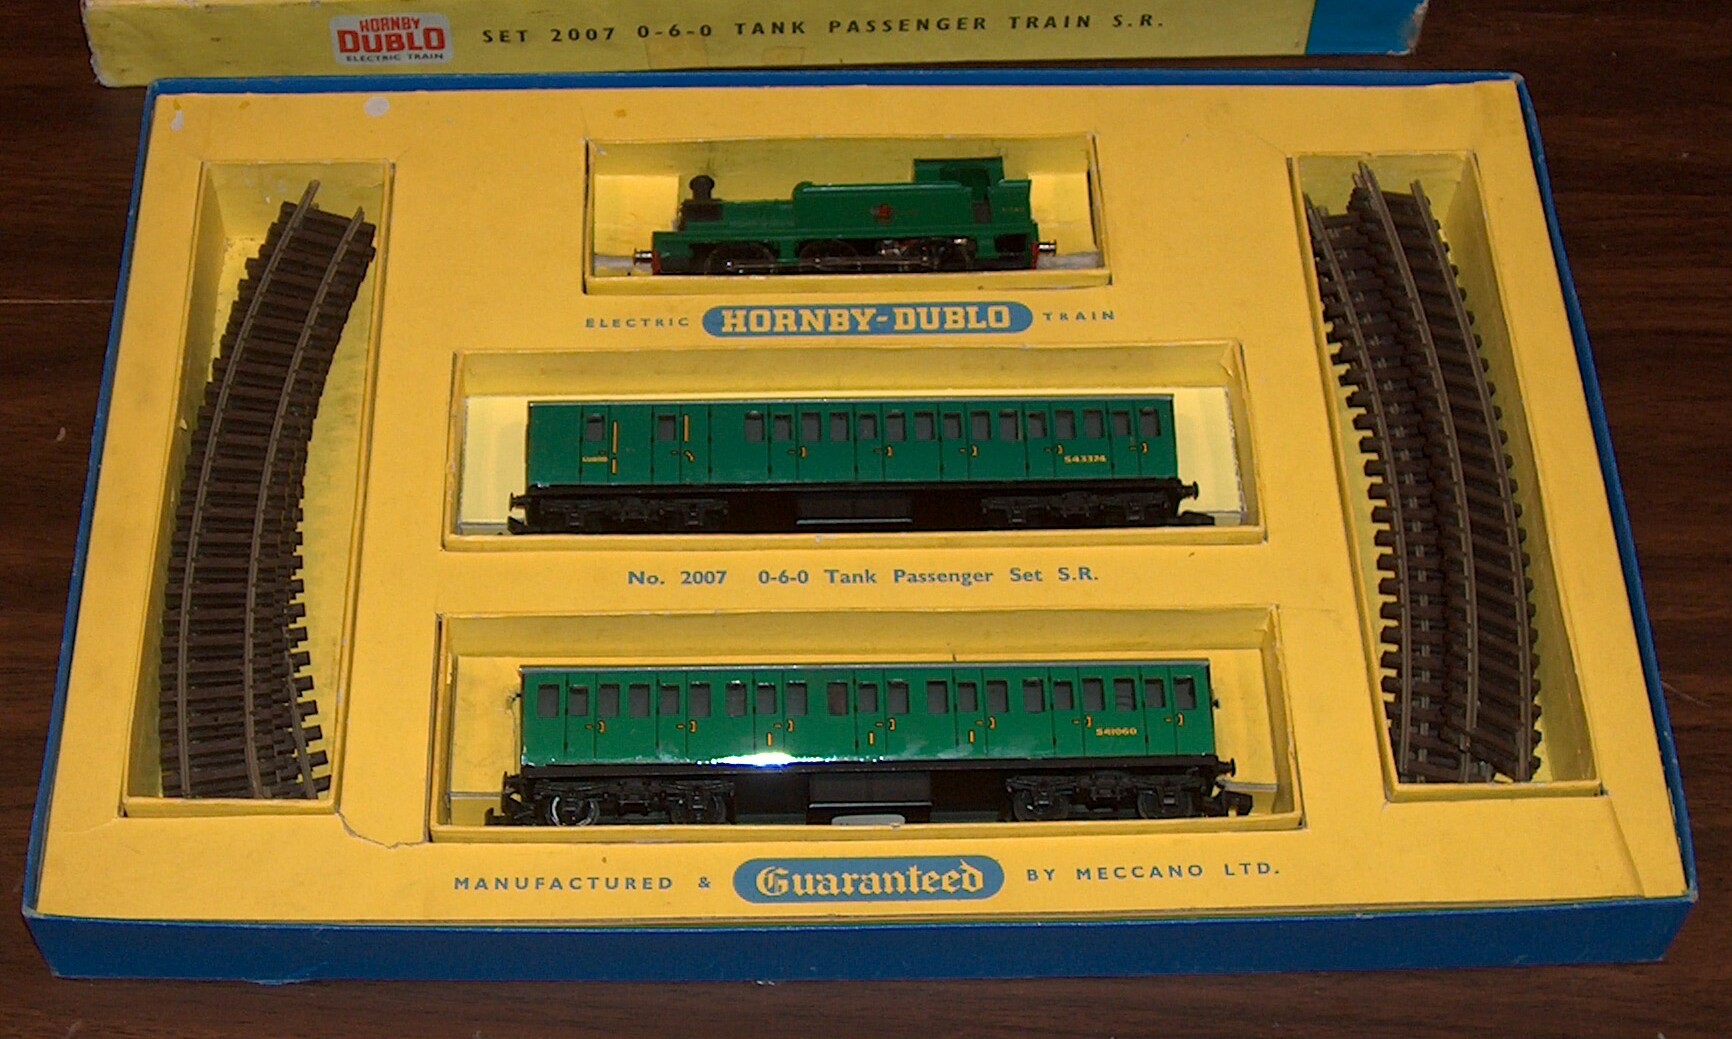 HORNBY
DUBLO
ELECTRIC TRAIN
SET 2007 0-6-0 TANK PASSENGER TRAIN S.R.
ELECTRIC HORNBY-DUBLO TRAIN
S43374
No. 2007 0-6-0 Tank Passenger Set S.R.
S41060
MANUFACTURED & Guaranteed BY MECCANO LTD.